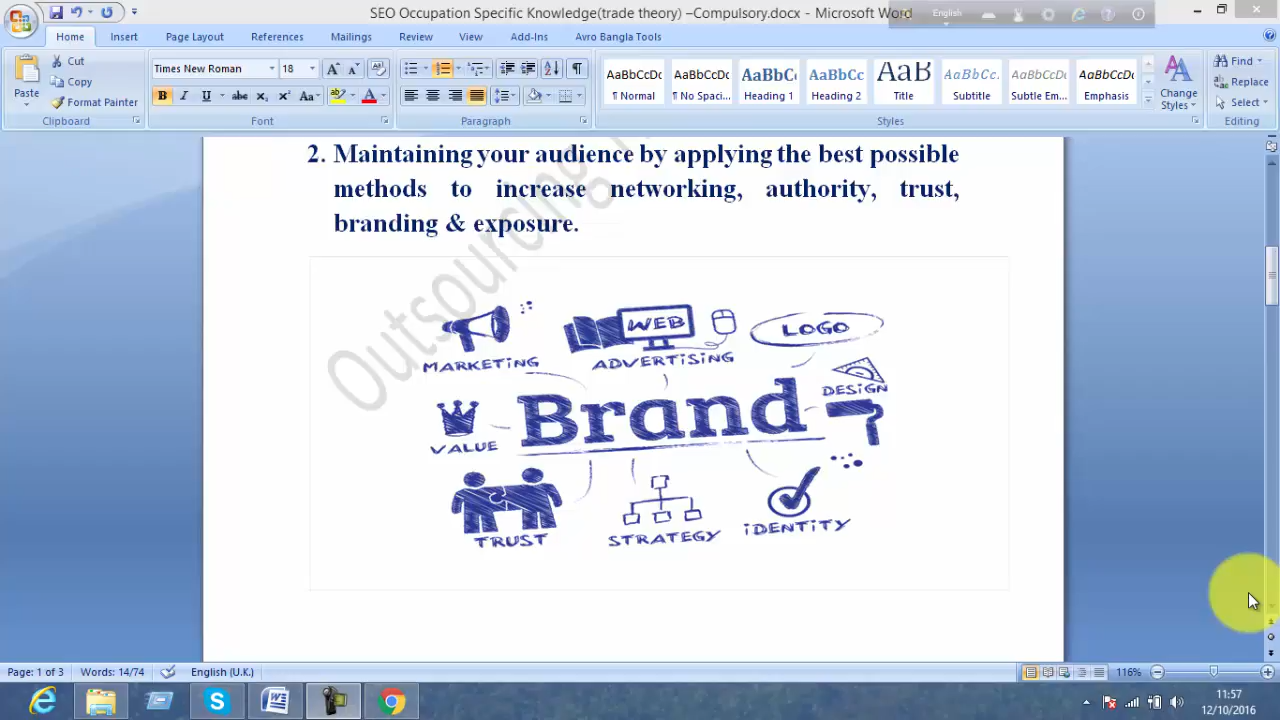 SEO Occupation Specific Knowledge(trade theory) –Compulsory.docx - Microsoft Word
English
Home Insert Page Layout References Mailings Review View Add-Ins Avro Bangla Tools
Paste
Cut
Copy
Format Painter
Clipboard
Times New Roman 18
Font
Paragraph
AaBbCcDc AaBbCcDc AaBbCc AaBbCc AaB AaBbCc. AaBbCcDc AaBbCcDc
¶ Normal ¶ No Spaci... Heading 1 Heading 2 Title Subtitle Subtle Em... Emphasis
Change Styles
Styles
Find
Replace
Select
Editing
2. Maintaining your audience by applying the best possible
methods to increase networking, authority, trust,
branding & exposure.
Outsourcing
MARKETING
WEB
ADVERTISING
LOGO
DESIGN
VALUE
Brand
TRUST
STRATEGY
IDENTITY
Page: 1 of 3 Words: 14/74 English (U.K.) 116%
11:57
12/10/2016